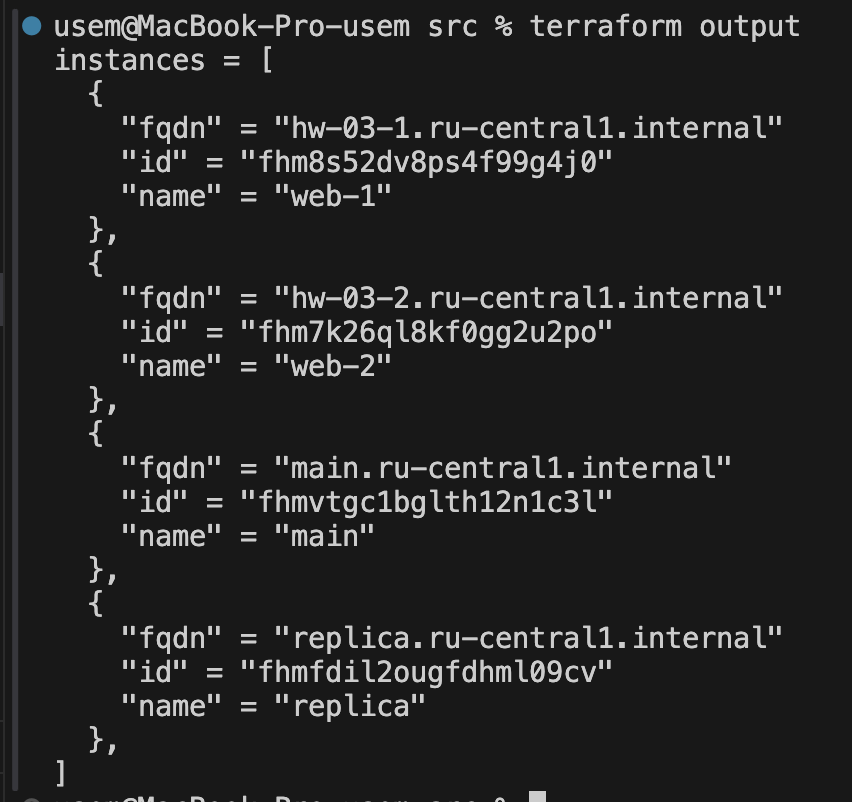 usem@MacBook-Pro-usem src % terraform output
instances = [
  {
    "fqdn" = "hw-03-1.ru-central1.internal"
    "id" = "fhm8s52dv8ps4f99g4j0"
    "name" = "web-1"
  },
  {
    "fqdn" = "hw-03-2.ru-central1.internal"
    "id" = "fhm7k26ql8kf0gg2u2po"
    "name" = "web-2"
  },
  {
    "fqdn" = "main.ru-central1.internal"
    "id" = "fhmvtgc1bglth12n1c3l"
    "name" = "main"
  },
  {
    "fqdn" = "replica.ru-central1.internal"
    "id" = "fhmfdil2ougfdhml09cv"
    "name" = "replica"
  },
]